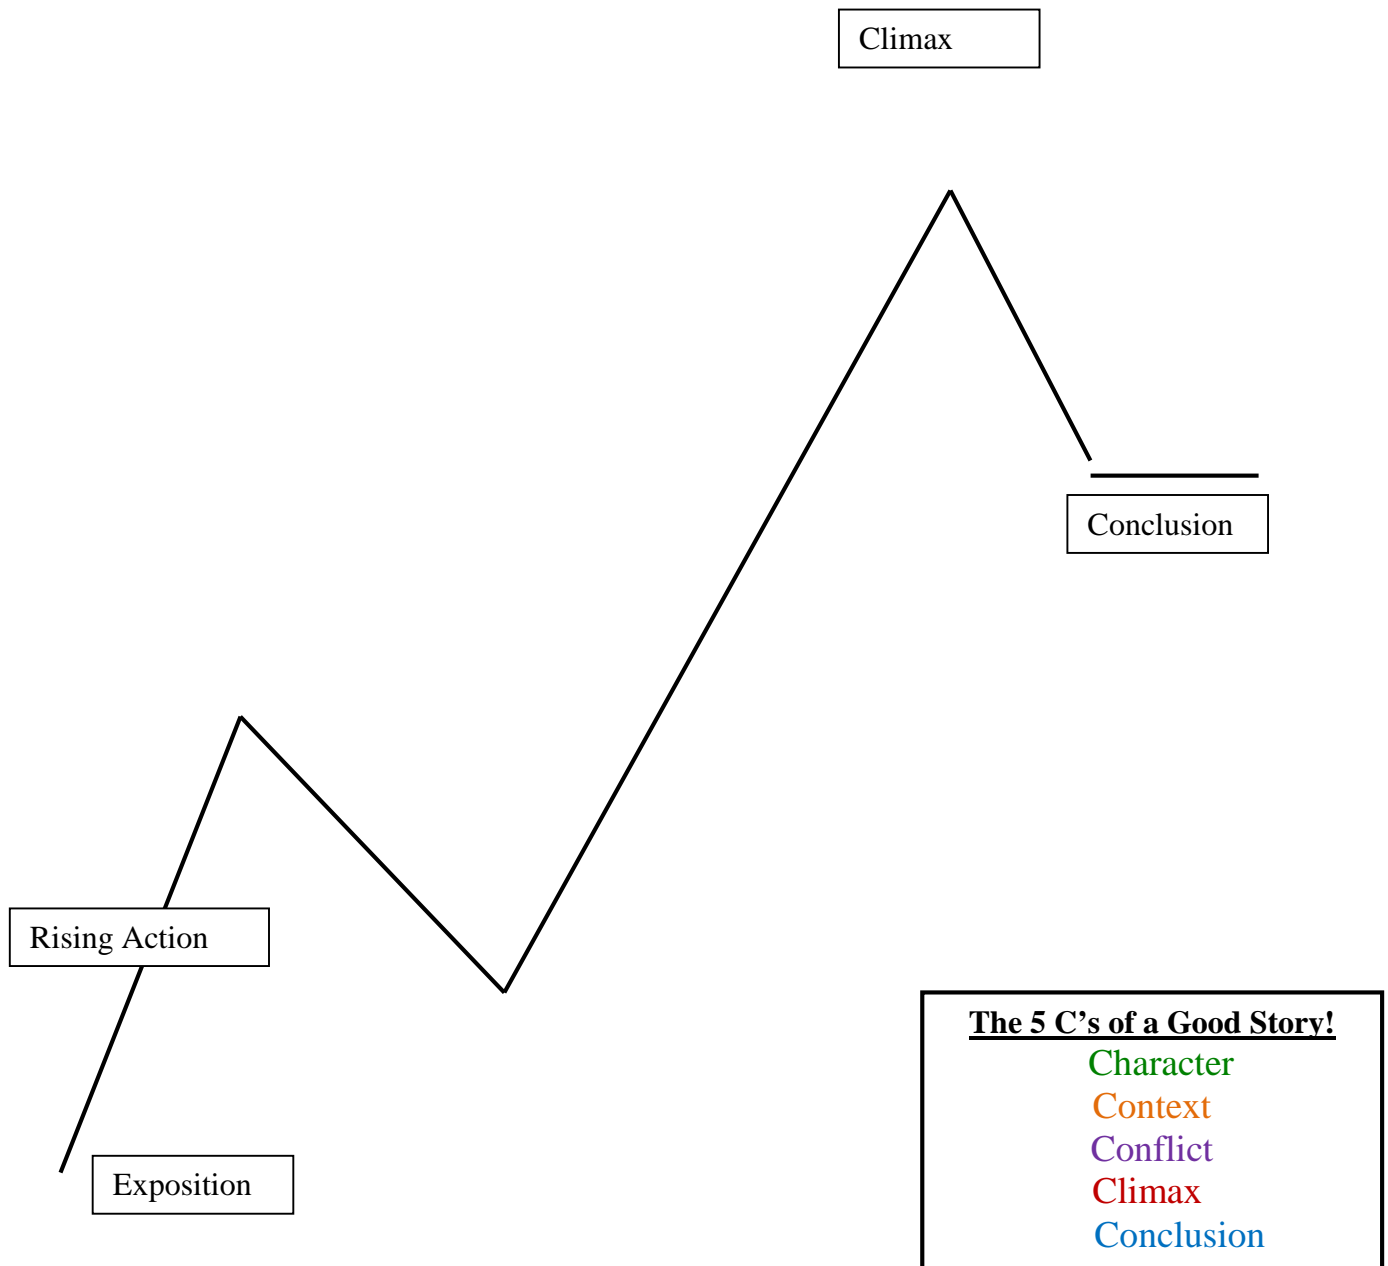 Climax
Conclusion
Rising Action
Exposition
The 5 C’s of a Good Story!
Character
Context
Conflict
Climax
Conclusion